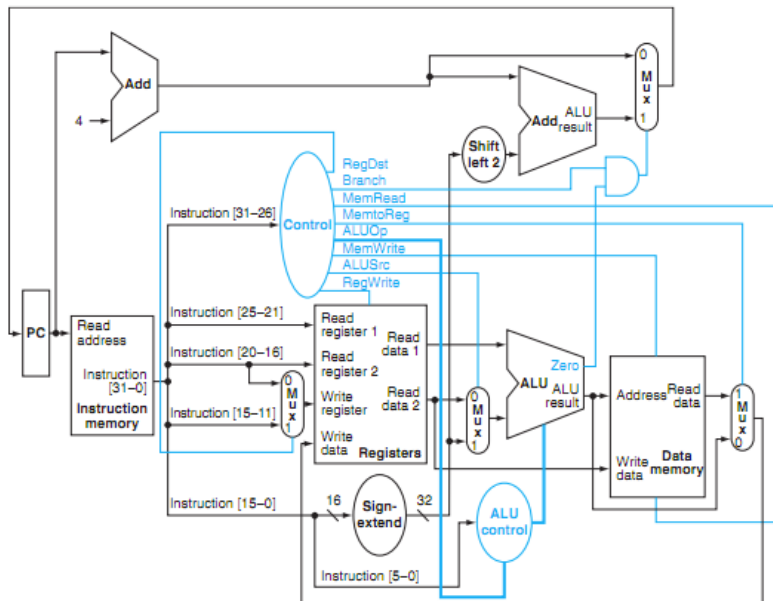 Add
4
0
M
u
x
1
Add
ALU
result
Shift
left 2
RegDst
Branch
MemRead
MemtoReg
ALUOp
MemWrite
ALUSrc
RegWrite
Control
Instruction [31–26]
Instruction [25–21]
Instruction [20–16]
Instruction [15–11]
Instruction [15–0]
Instruction [5–0]
PC
Read
address
Instruction
[31–0]
Instruction
memory
0
M
u
x
1
Read
register 1
Read
register 2
Write
register
Write
data
Read
data 1
Read
data 2
Registers
0
M
u
x
1
Zero
ALU
ALU
result
Address
Read
data
Write
data
Data
memory
1
M
u
x
0
16
Sign-
extend
32
ALU
control